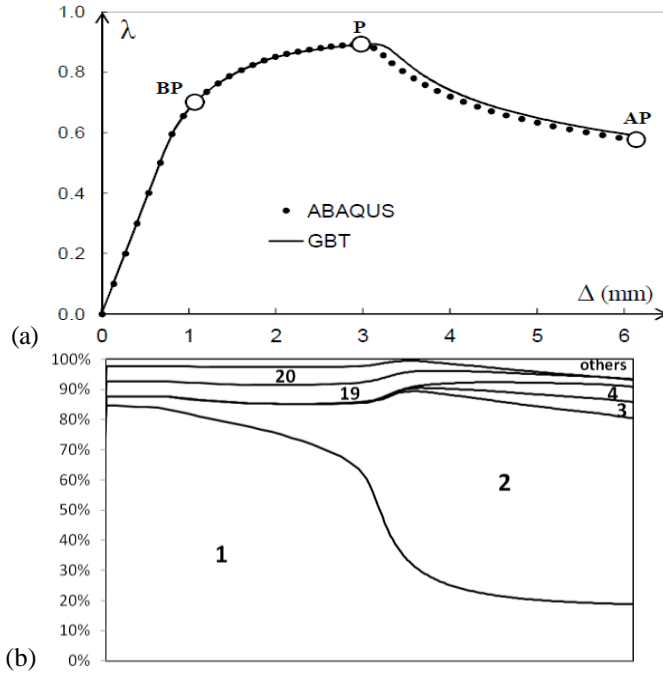 1.0
λ
P
0.8
BP
0.6
AP
0.4
ABAQUS
0.2
GBT
Δ (mm)
0.0
0 1 2 3 4 5 6
(a)
100%
others
20
90%
19
4
3
80%
70%
2
60%
50%
40%
1
30%
20%
10%
(b)
0%